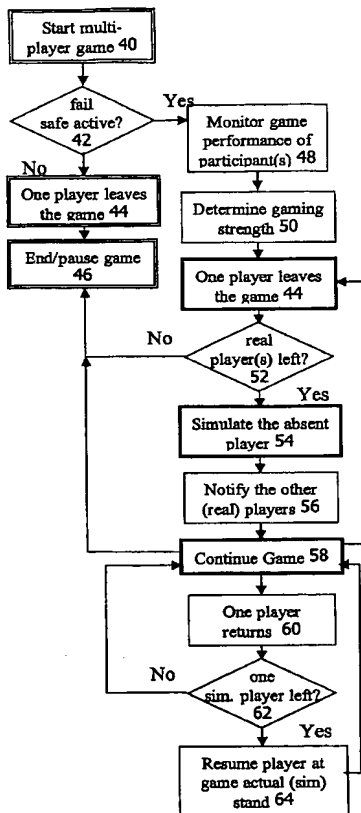 Start multi-
player game 40
fail
safe active?
42
Yes
No
Monitor game
performance of
participant(s) 48
One player leaves
the game 44
Determine gaming
strength 50
End/pause game
46
One player leaves
the game 44
No
real
player(s) left?
52
Yes
Simulate the absent
player 54
Notify the other
(real) players 56
Continue Game 58
One player
returns 60
No
one
sim. player left?
62
Yes
Resume player at
game actual (sim)
stand 64